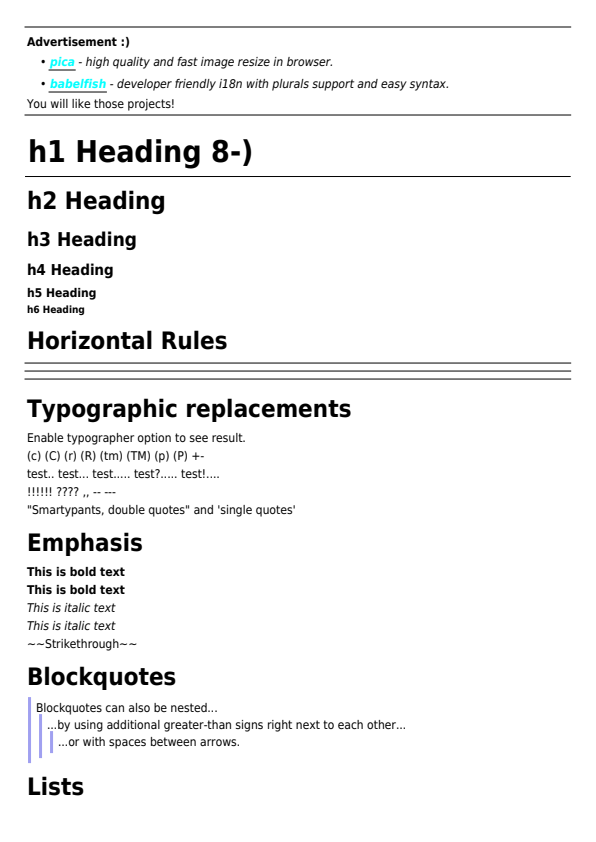 Advertisement :)
• pica - high quality and fast image resize in browser.
• babelfish - developer friendly i18n with plurals support and easy syntax.
You will like those projects!
h1 Heading 8-)
h2 Heading
h3 Heading
h4 Heading
h5 Heading
h6 Heading
Horizontal Rules
Typographic replacements
Enable typographer option to see result.
(c) (C) (r) (R) (tm) (TM) (p) (P) +-
test.. test... test..... test?..... test!....
!!!!!! ???? ,, -- ---
"Smartypants, double quotes" and 'single quotes'
Emphasis
This is bold text
This is bold text
This is italic text
This is italic text
~~Strikethrough~~
Blockquotes
Blockquotes can also be nested...
...by using additional greater-than signs right next to each other...
...or with spaces between arrows.
Lists